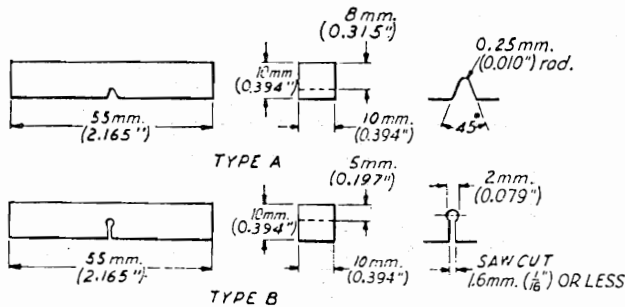 8mm.
(0.315")
10mm
(0.394")
0.25mm.
(0.010") rad.
55mm.
(2.165")
10mm.
(0.394")
45°
TYPE A
5mm.
(0.197")
2mm.
(0.079")
10mm.
(0.394")
55mm.
(2.165")
10mm.
(0.394")
SAW CUT
1.6mm. (1/16") OR LESS
TYPE B